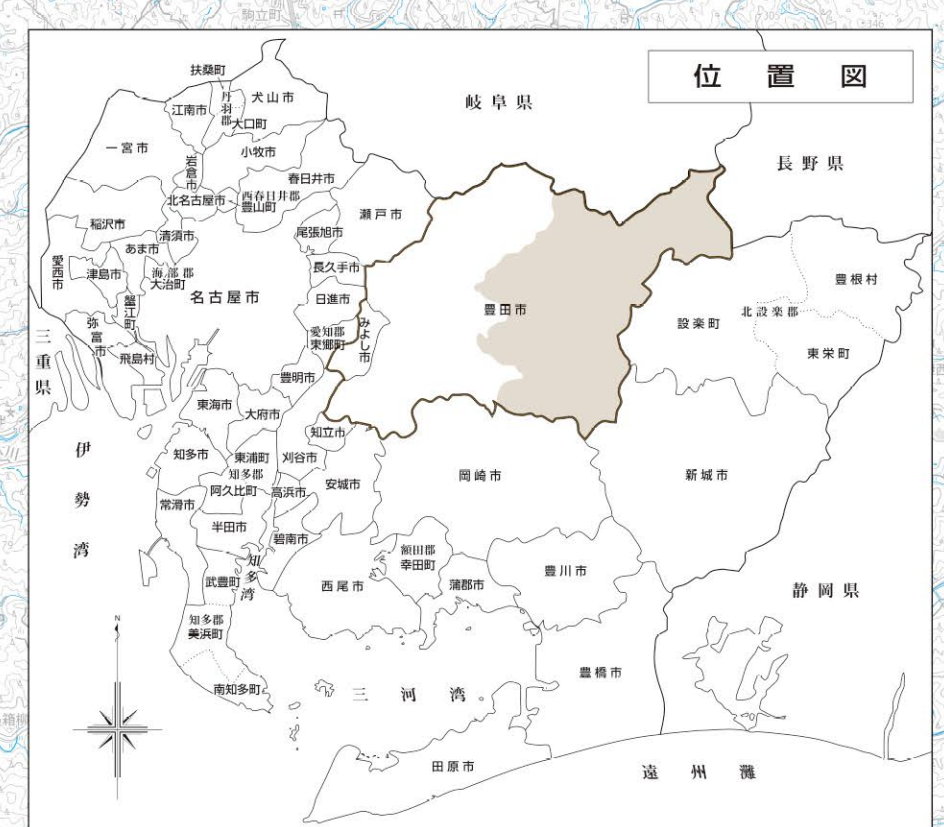 駒立町
346
305
位置図
岐阜県
長野県
扶桑町
丹羽郡
犬山市
江南市
大口町
一宮市
小牧市
岩倉市
春日井市
西春日井郡
豊山町
北名古屋市
瀬戸市
稲沢市
清須市
尾張旭市
あま市
愛西市
津島市
海部郡
大治町
長久手市
蟹江町
名古屋市
日進市
豊田市
豊根村
北設楽郡
設楽町
東栄町
弥富市
飛島村
愛知郡
東郷町
みよし市
三重県
豊明市
東海市
大府市
知立市
伊勢湾
知多市
東浦町
刈谷市
知多郡
阿久比町
高浜市
安城市
岡崎市
新城市
常滑市
半田市
碧南市
79
知多湾
武豊町
西尾市
額田郡
幸田町
蒲郡市
豊川市
静岡県
知多郡
美浜町
N
南知多町
三河湾
豊橋市
箱柳
田原市
遠州灘